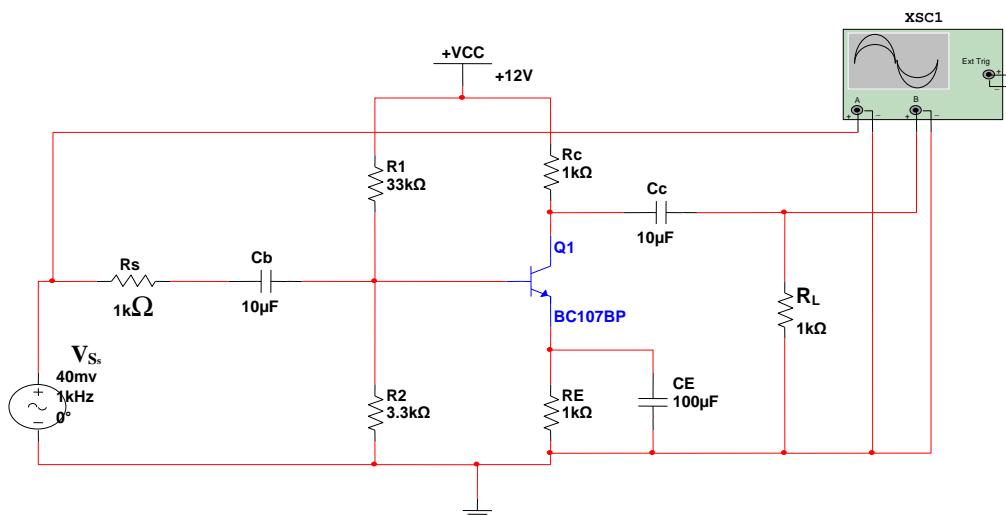 XSC1
Ext Trig
+
−
A
B
+
−
+
−
+VCC
+12V
R1
33kΩ
Rc
1kΩ
Cc
10µF
Q1
Rs
1kΩ
Cb
10µF
BC107BP
RL
1kΩ
VSs
40mv
1kHz
0°
+
−
R2
3.3kΩ
RE
1kΩ
CE
100µF